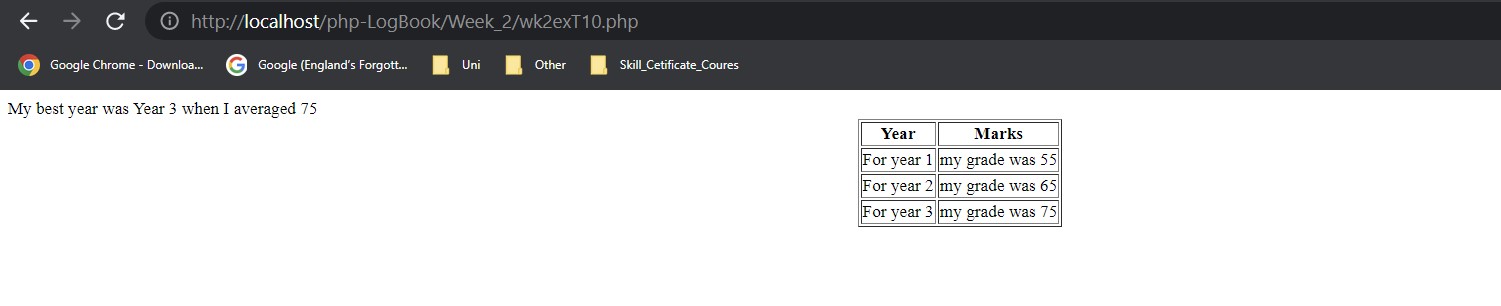 http://localhost/php-LogBook/Week_2/wk2exT10.php
Google Chrome - Downloa... Google (England's Forgott... Uni Other Skill_Cetificate_Coures
My best year was Year 3 when I averaged 75
Year Marks
For year 1 my grade was 55
For year 2 my grade was 65
For year 3 my grade was 75